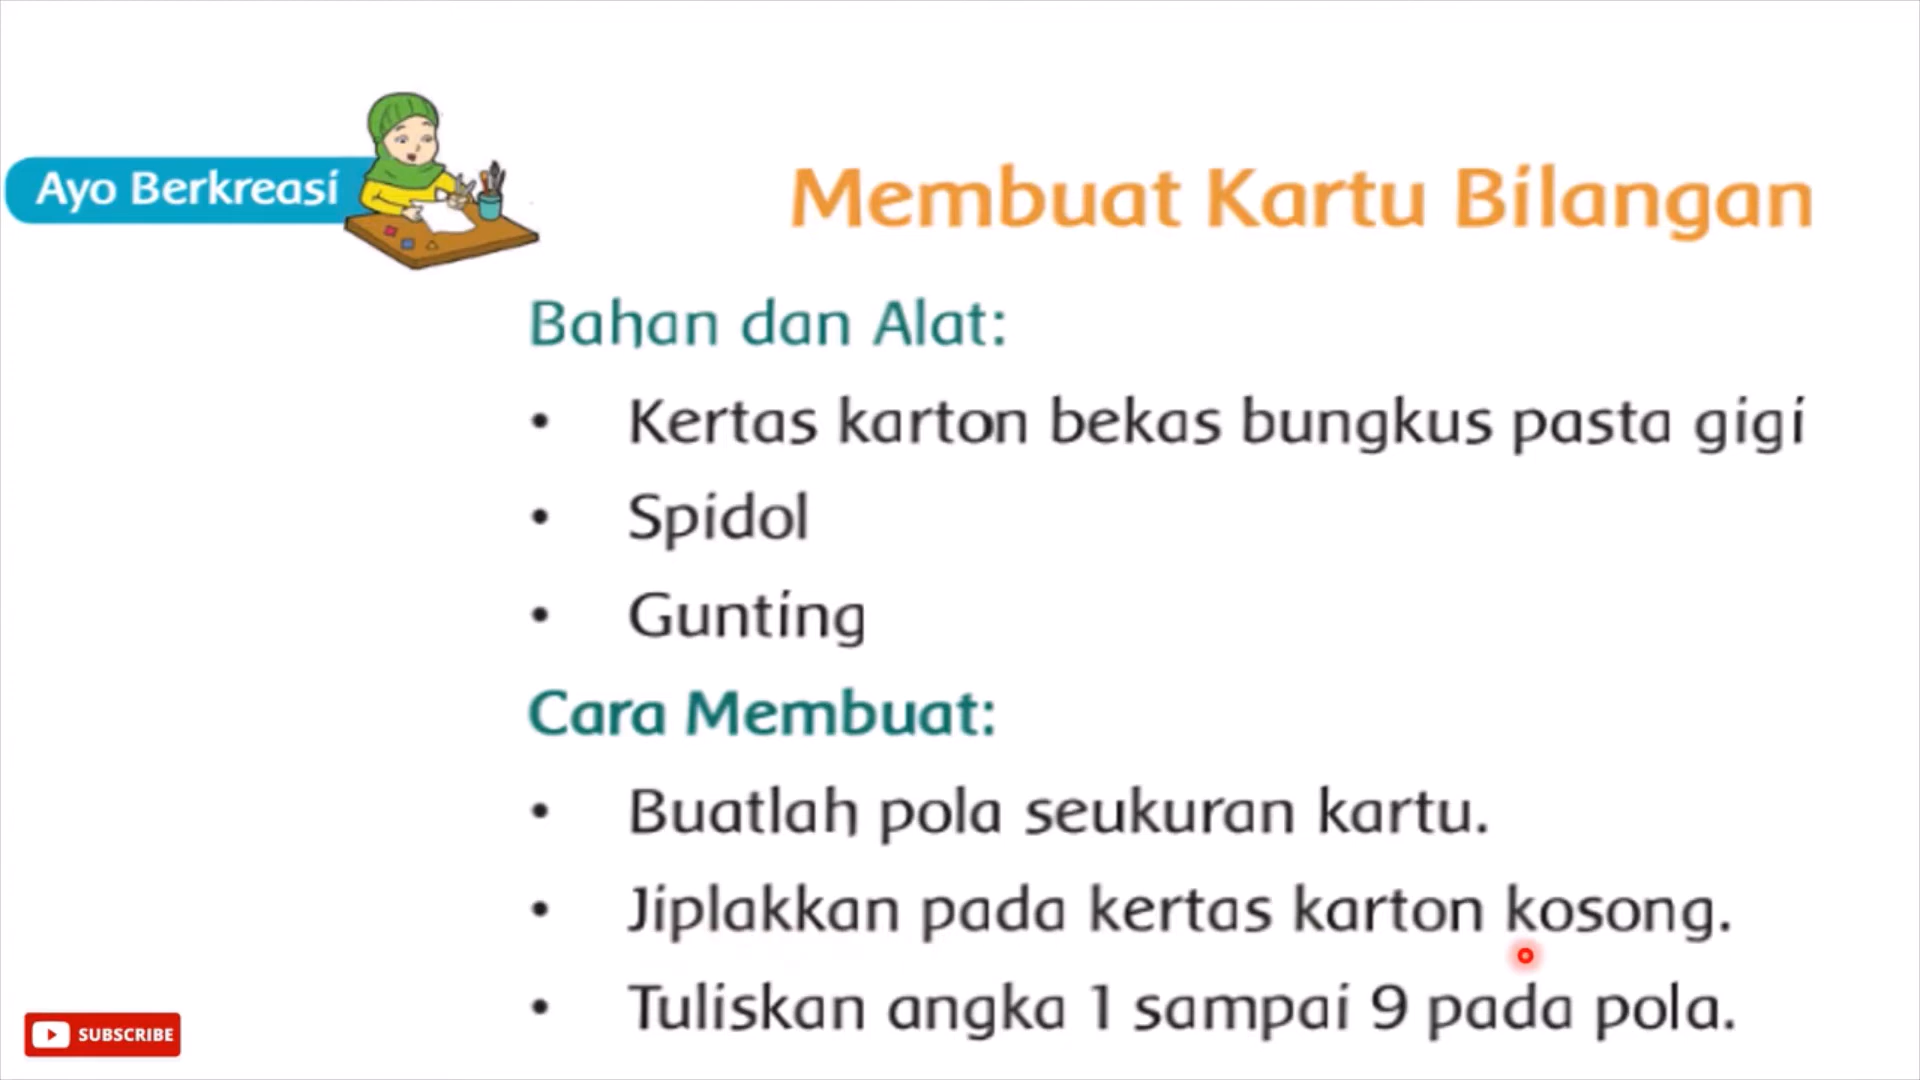 Ayo Berkreasi
Membuat Kartu Bilangan
Bahan dan Alat:
• Kertas karton bekas bungkus pasta gigi
• Spidol
• Gunting
Cara Membuat:
• Buatlah pola seukuran kartu.
• Jiplakkan pada kertas karton kosong.
• Tuliskan angka 1 sampai 9 pada pola.
SUBSCRIBE